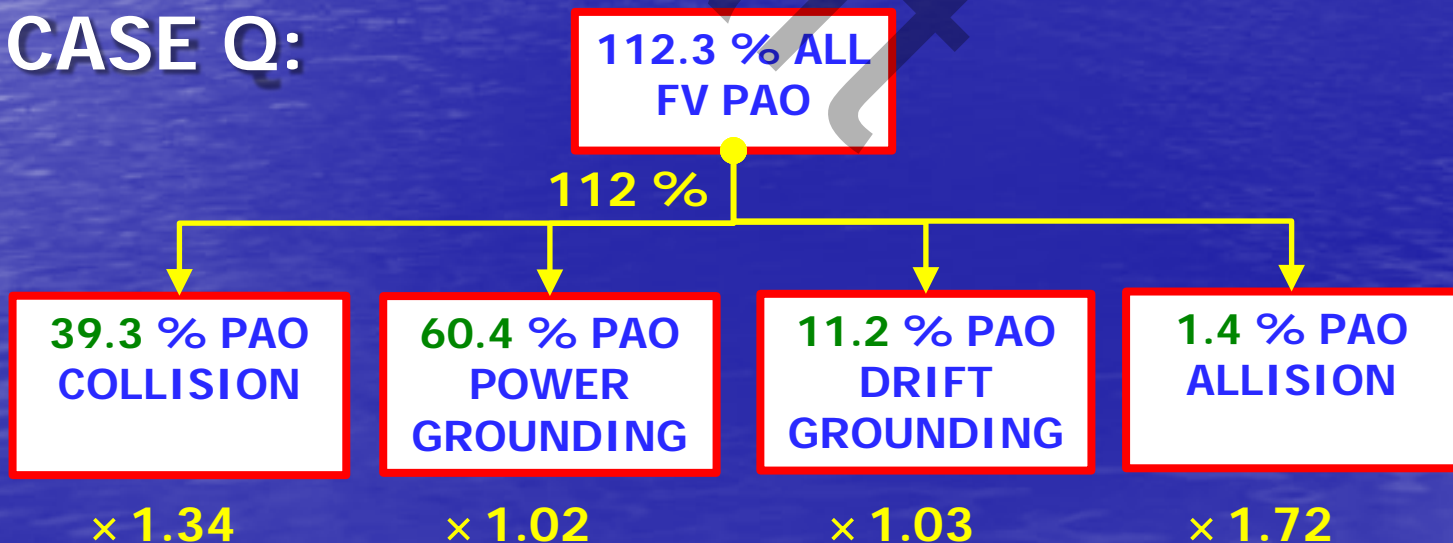 CASE Q:
112.3 % ALL
FV PAO
112 %
39.3 % PAO
COLLISION
60.4 % PAO
POWER
GROUNDING
11.2 % PAO
DRIFT
GROUNDING
1.4 % PAO
ALLISION
× 1.34
× 1.02
× 1.03
× 1.72